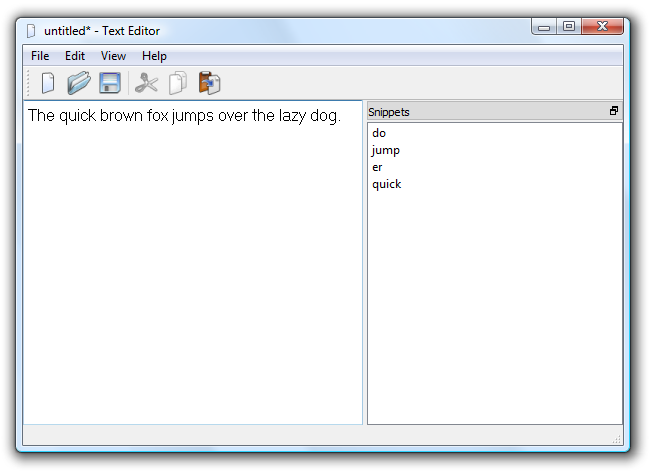 untitled* - Text Editor
File Edit View Help
The quick brown fox jumps over the lazy dog.
Snippets
do
jump
er
quick